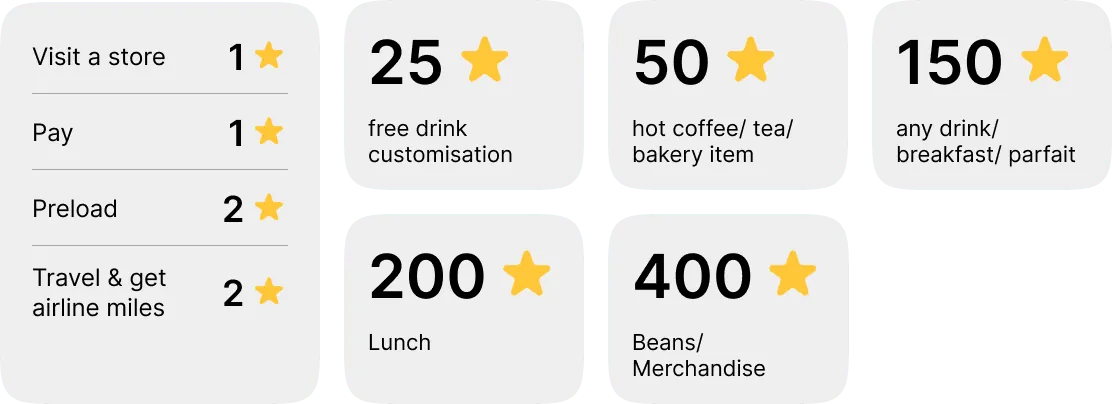 Visit a store 1
Pay 1
Preload 2
Travel & get
airline miles 2
25
free drink
customisation
50
hot coffee/ tea/
bakery item
150
any drink/
breakfast/ parfait
200
Lunch
400
Beans/
Merchandise